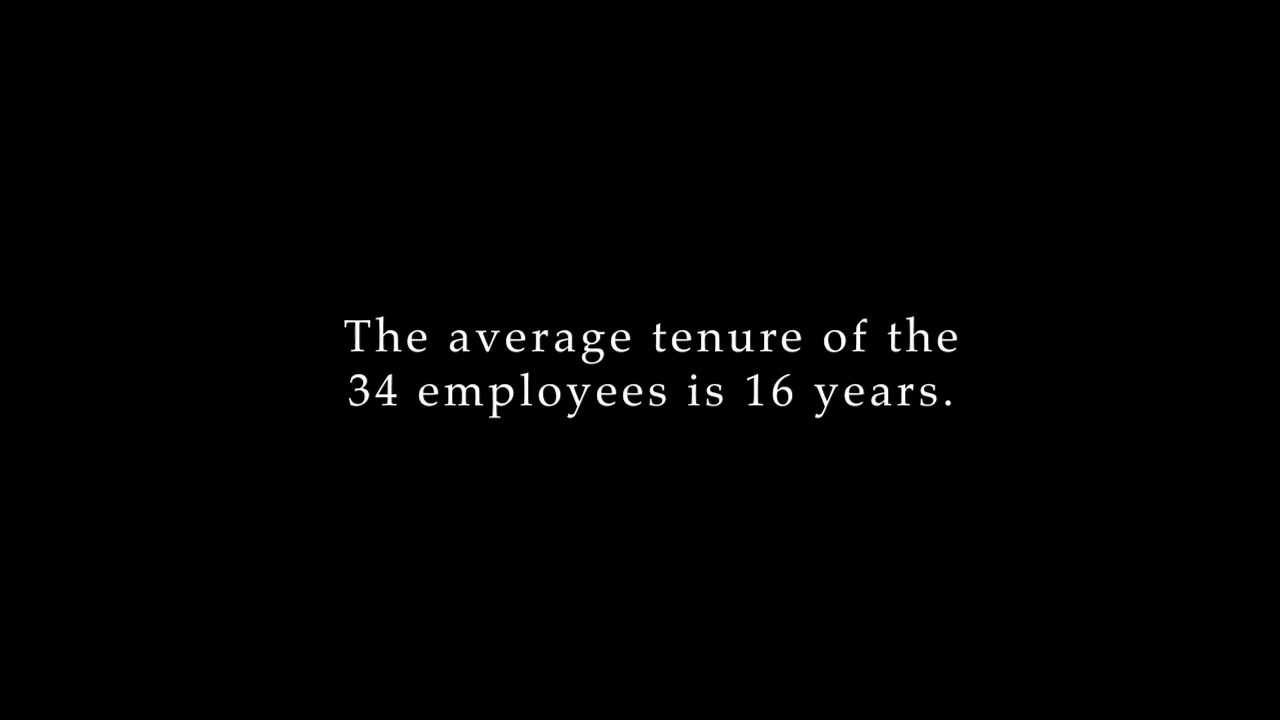 The average tenure of the
34 employees is 16 years.